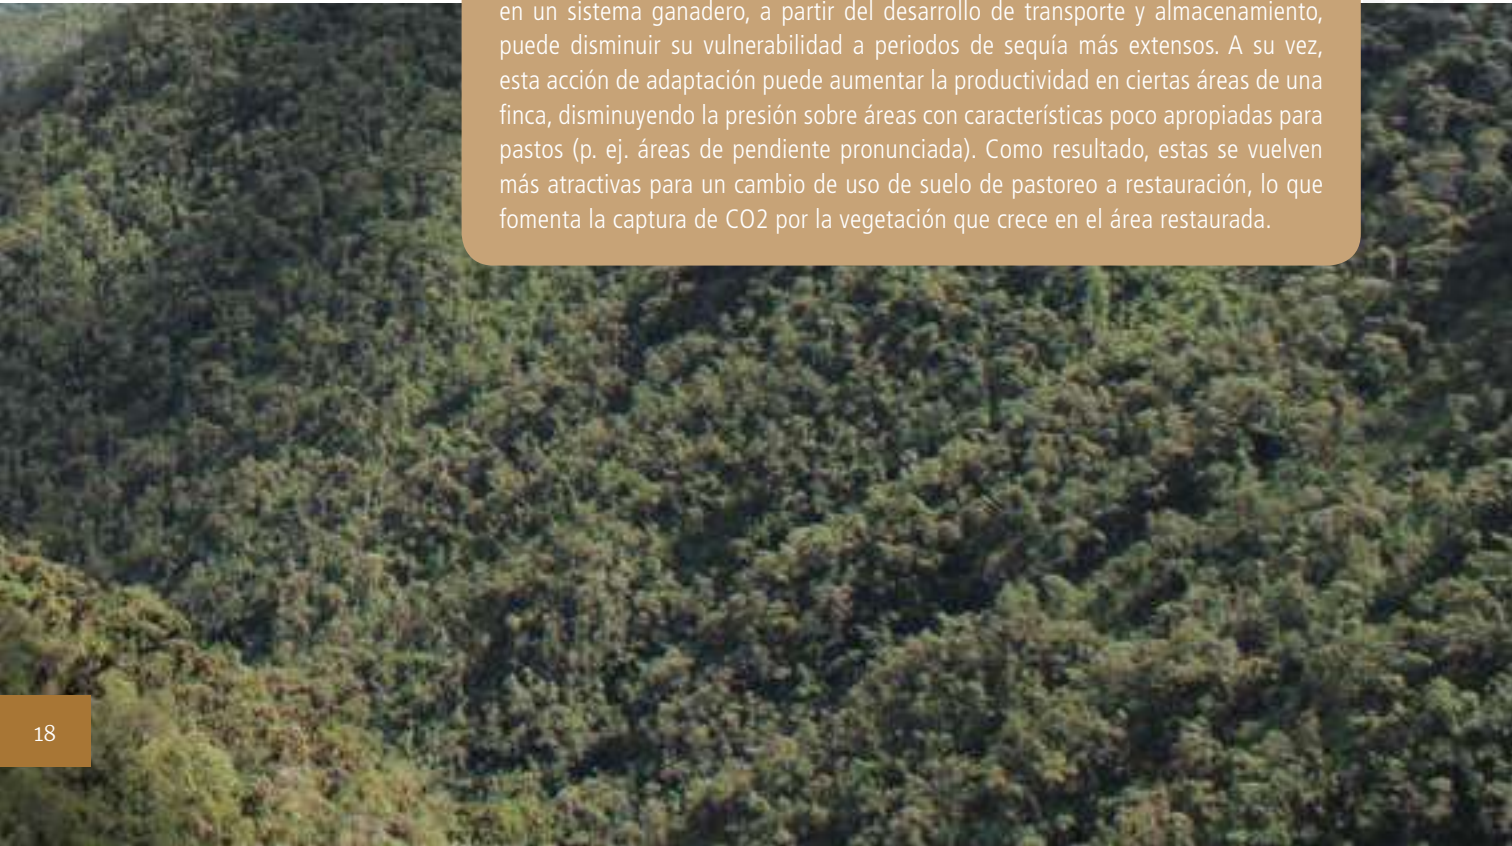 en un sistema ganadero, a partir del desarrollo de transporte y almacenamiento,
puede disminuir su vulnerabilidad a periodos de sequía más extensos. A su vez,
esta acción de adaptación puede aumentar la productividad en ciertas áreas de una
finca, disminuyendo la presión sobre áreas con características poco apropiadas para
pastos (p. ej. áreas de pendiente pronunciada). Como resultado, estas se vuelven
más atractivas para un cambio de uso de suelo de pastoreo a restauración, lo que
fomenta la captura de CO2 por la vegetación que crece en el área restaurada.
18